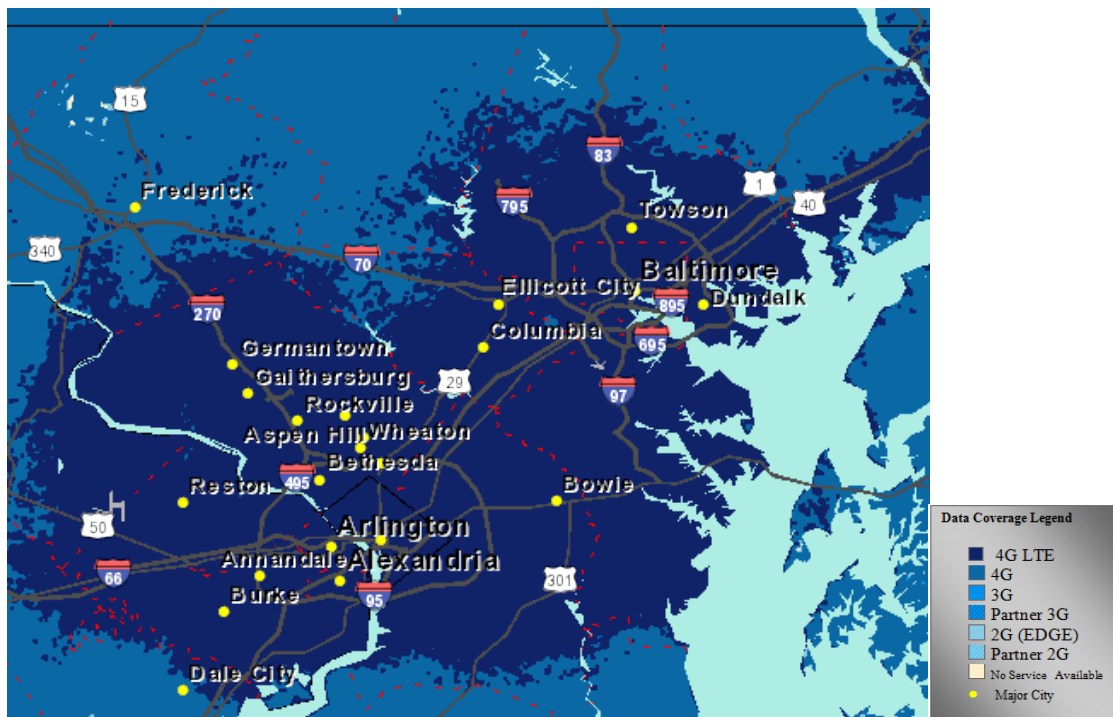 15
Frederick
83
1
795
40
Towson
340
70
Baltimore
Ellicott City
895
Dundalk
270
Columbia
695
Germantown
29
97
Gaithersburg
Rockville
Aspen Hill
Wheaton
Bethesda
495
Reston
Bowie
50
Arlington
Annandale
Alexandria
66
301
95
Burke
Dale City
Data Coverage Legend
4G LTE
4G
3G
Partner 3G
2G (EDGE)
Partner 2G
No Service Available
Major City